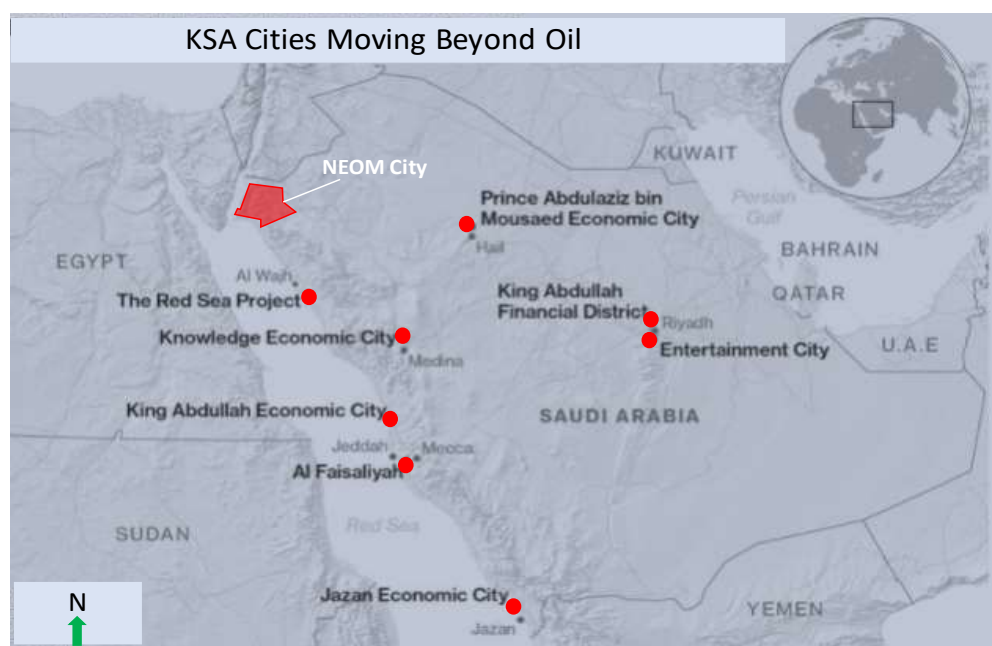 KSA Cities Moving Beyond Oil
KUWAIT
NEOM City
Prince Abdulaziz bin
Mousaed Economic City
Persian
Gulf
Hail
BAHRAIN
EGYPT
Al Wajh
The Red Sea Project
King Abdullah
Financial District
QATAR
Riyadh
Knowledge Economic City
Medina
Entertainment City
U.A.E
King Abdullah Economic City
SAUDI ARABIA
Jeddah
Mecca
Al Faisaliyah
Red Sea
SUDAN
Jazan Economic City
Jazan
YEMEN
N